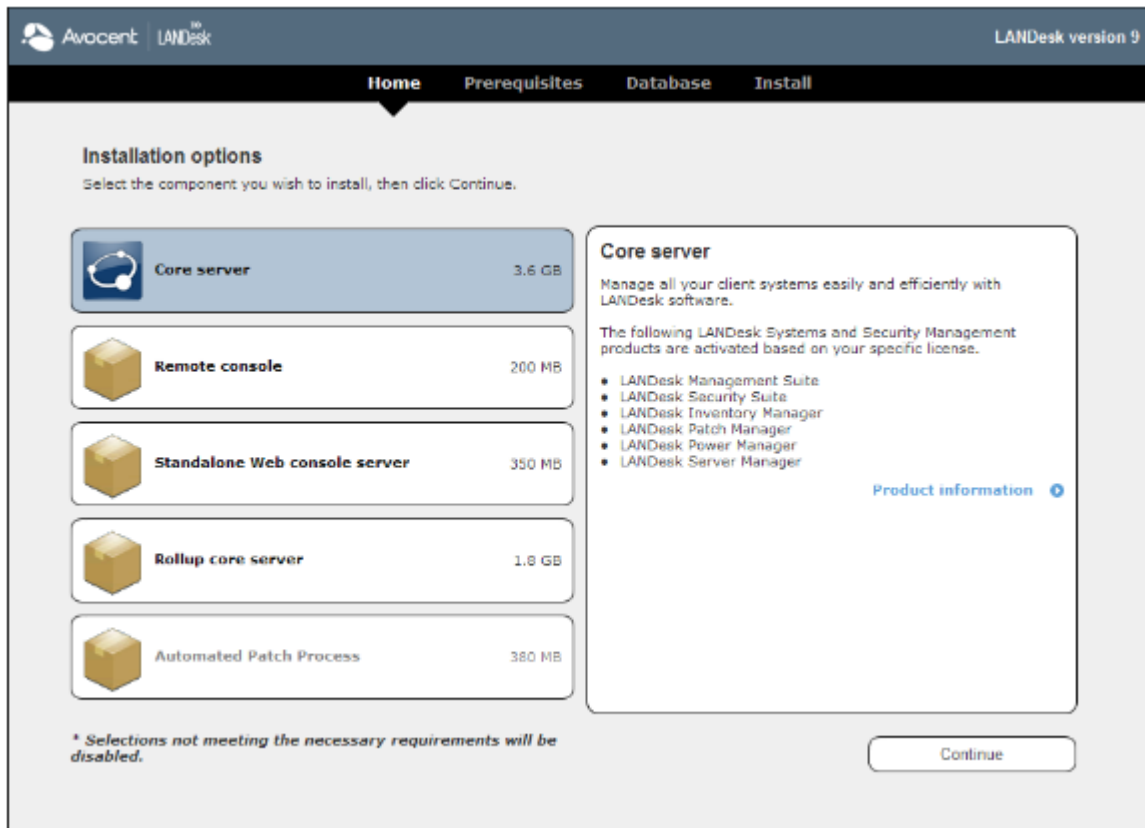 Avocent LANDesk
LANDesk version 9
Home Prerequisites Database Install
Installation options
Select the component you wish to install, then click Continue.
Core server 3.6 GB
Remote console 200 MB
Standalone Web console server 350 MB
Rollup core server 1.8 GB
Automated Patch Process 380 MB
* Selections not meeting the necessary requirements will be
disabled.
Core server
Manage all your client systems easily and efficiently with
LANDesk software.
The following LANDesk Systems and Security Management
products are activated based on your specific license.
• LANDesk Management Suite
• LANDesk Security Suite
• LANDesk Inventory Manager
• LANDesk Patch Manager
• LANDesk Power Manager
• LANDesk Server Manager
Product information
Continue